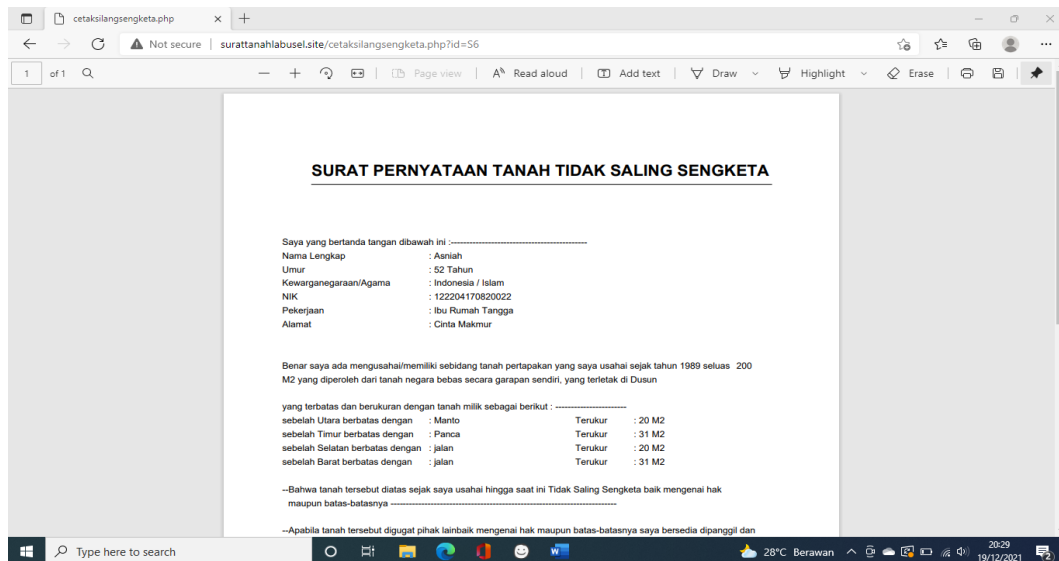 cetaksilangsengketa.php
Not secure | surattanahlabusel.site/cetaksilangsengketa.php?id=S6
1 of 1 Page view Read aloud Add text Draw Highlight Erase
SURAT PERNYATAAN TANAH TIDAK SALING SENGKETA
Saya yang bertanda tangan dibawah ini :--------------------------------------------
Nama Lengkap : Asniah
Umur : 52 Tahun
Kewarganegaraan/Agama : Indonesia / Islam
NIK : 122204170820022
Pekerjaan : Ibu Rumah Tangga
Alamat : Cinta Makmur
Benar saya ada mengusahai/memiliki sebidang tanah pertapakan yang saya usahai sejak tahun 1989 seluas 200
M2 yang diperoleh dari tanah negara bebas secara garapan sendiri, yang terletak di Dusun
yang terbatas dan berukuran dengan tanah milik sebagai berikut : -----------------------
sebelah Utara berbatas dengan : Manto Terukur : 20 M2
sebelah Timur berbatas dengan : Panca Terukur : 31 M2
sebelah Selatan berbatas dengan : jalan Terukur : 20 M2
sebelah Barat berbatas dengan : jalan Terukur : 31 M2
--Bahwa tanah tersebut diatas sejak saya usahai hingga saat ini Tidak Saling Sengketa baik mengenai hak
maupun batas-batasnya -------------------------------------------------------------------------
--Apabila tanah tersebut digugat pihak lainbaik mengenai hak maupun batas-batasnya saya bersedia dipanggil dan
Type here to search 28°C Berawan 20:29
19/12/2021